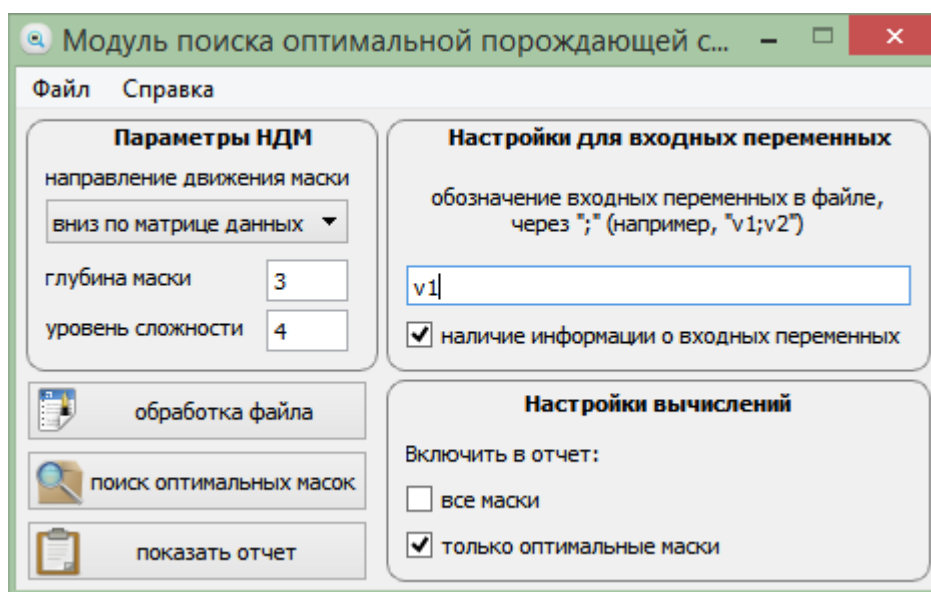 Модуль поиска оптимальной порождающей с...
Файл Справка
Параметры НДМ
направление движения маски
вниз по матрице данных
глубина маски 3
уровень сложности 4
обработка файла
поиск оптимальных масок
показать отчет
Настройки для входных переменных
обозначение входных переменных в файле,
через ";" (например, "v1;v2")
v1
наличие информации о входных переменных
Настройки вычислений
Включить в отчет:
все маски
только оптимальные маски